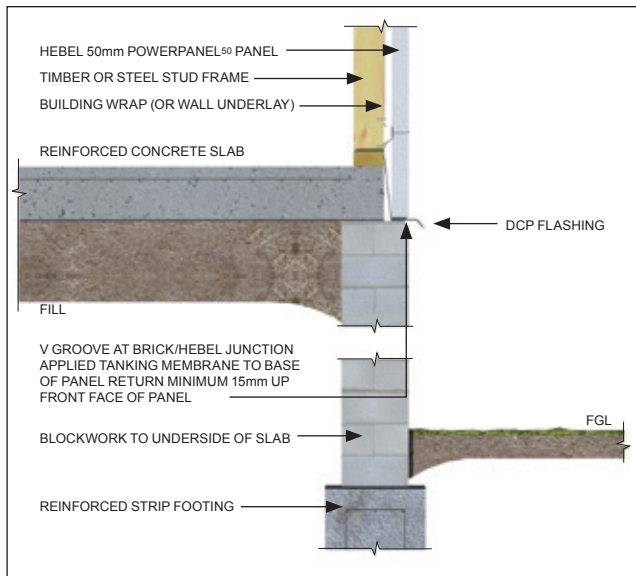 HEBEL 50mm POWERPANEL⁵⁰ PANEL
TIMBER OR STEEL STUD FRAME
BUILDING WRAP (OR WALL UNDERLAY)
REINFORCED CONCRETE SLAB
DCP FLASHING
FILL
V GROOVE AT BRICK/HEBEL JUNCTION
APPLIED TANKING MEMBRANE TO BASE
OF PANEL RETURN MINIMUM 15mm UP
FRONT FACE OF PANEL
FGL
BLOCKWORK TO UNDERSIDE OF SLAB
REINFORCED STRIP FOOTING